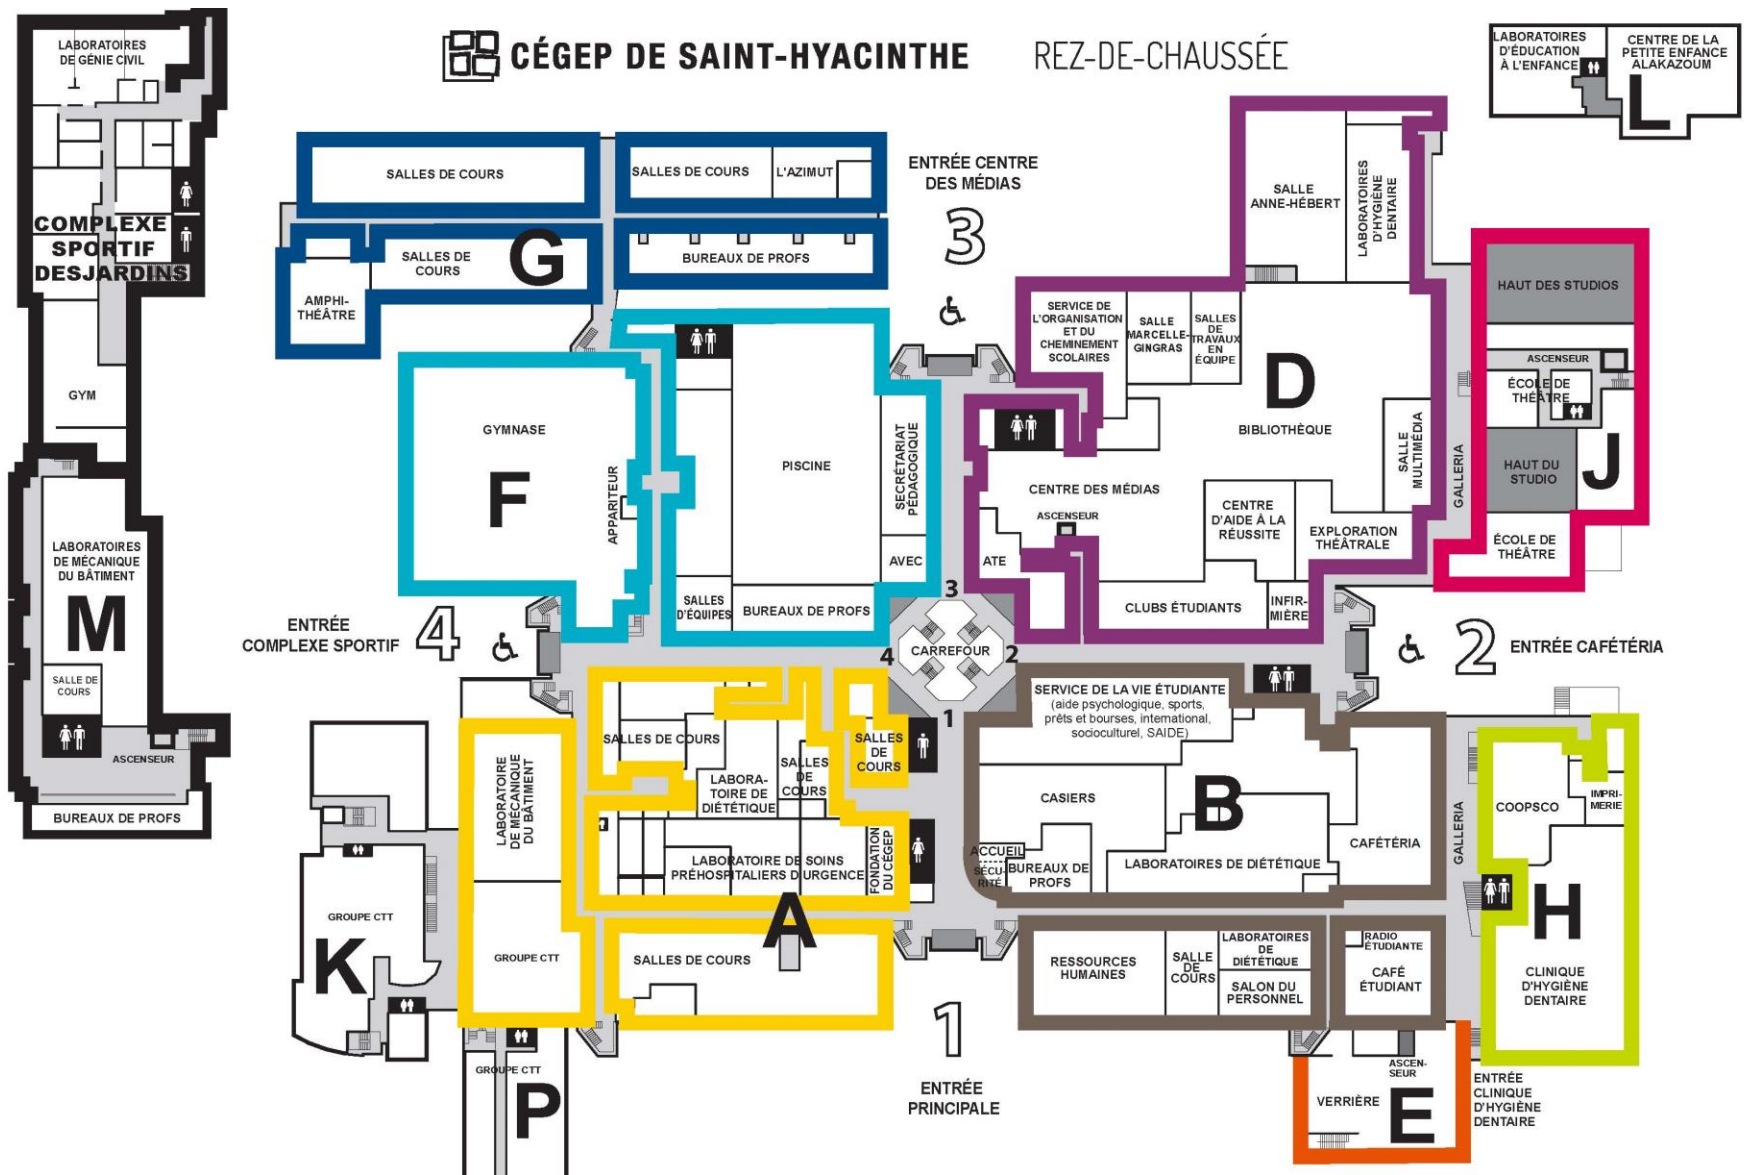 CÉGEP DE SAINT-HYACINTHE
REZ-DE-CHAUSSÉE
LABORATOIRES
DE GÉNIE CIVIL
COMPLEXE
SPORTIF
DESJARDINS
GYM
LABORATOIRES
DE MÉCANIQUE
DU BÂTIMENT
M
SALLE DE
COURS
ASCENSEUR
BUREAUX DE PROFS
LABORATOIRES
D'ÉDUCATION
À L'ENFANCE
CENTRE DE LA
PETITE ENFANCE
ALAKAZOUM
L
SALLES DE COURS
SALLES DE COURS
L'AZIMUT
G
SALLES DE
COURS
AMPHI-
THÉÂTRE
BUREAUX DE PROFS
ENTRÉE CENTRE
DES MÉDIAS
3
GYMNASE
F
APPARITEUR
PISCINE
SECRÉTARIAT
PÉDAGOGIQUE
AVEC
SALLES
D'ÉQUIPES
BUREAUX DE PROFS
SALLE
ANNE-HÉBERT
LABORATOIRES
D'HYGIÈNE
DENTAIRE
SERVICE DE
L'ORGANISATION
ET DU
CHEMINEMENT
SCOLAIRES
SALLE
MARCELLE-
GINGRAS
SALLES
DE
TRAVAUX
EN
ÉQUIPE
D
BIBLIOTHÈQUE
SALLE
MULTIMÉDIA
CENTRE DES MÉDIAS
ASCENSEUR
ATE
CENTRE
D'AIDE À LA
RÉUSSITE
EXPLORATION
THÉÂTRALE
CLUBS ÉTUDIANTS
INFIR-
MIÈRE
GALLERIA
HAUT DES STUDIOS
ASCENSEUR
ÉCOLE DE
THÉÂTRE
HAUT DU
STUDIO
J
ÉCOLE DE
THÉÂTRE
ENTRÉE
COMPLEXE SPORTIF
4
3
4
CARREFOUR
2
1
2
ENTRÉE CAFÉTÉRIA
SALLES DE COURS
LABORA-
TOIRE DE
DIÉTÉTIQUE
SALLES
DE
COURS
SALLES
DE
COURS
LABORATOIRE
DE MÉCANIQUE
DU BÂTIMENT
LABORATOIRE DE SOINS
PRÉHOSPITALIERS D'URGENCE
FONDATION
DU CÉGEP
A
SALLES DE COURS
GROUPE CTT
GROUPE CTT
K
GROUPE CTT
P
SERVICE DE LA VIE ÉTUDIANTE
(aide psychologique, sports,
prêts et bourses, international,
socioculturel, SAIDE)
CASIERS
B
ACCUEIL
SÉCU-
RITÉ
BUREAUX DE
PROFS
LABORATOIRES DE DIÉTÉTIQUE
CAFÉTÉRIA
RESSOURCES
HUMAINES
SALLE
DE
COURS
LABORATOIRES
DE
DIÉTÉTIQUE
SALON DU
PERSONNEL
RADIO
ÉTUDIANTE
CAFÉ
ÉTUDIANT
GALLERIA
COOPSCO
IMPRI-
MERIE
H
CLINIQUE
D'HYGIÈNE
DENTAIRE
1
ENTRÉE
PRINCIPALE
ASCEN-
SEUR
VERRIÈRE
E
ENTRÉE
CLINIQUE
D'HYGIÈNE
DENTAIRE